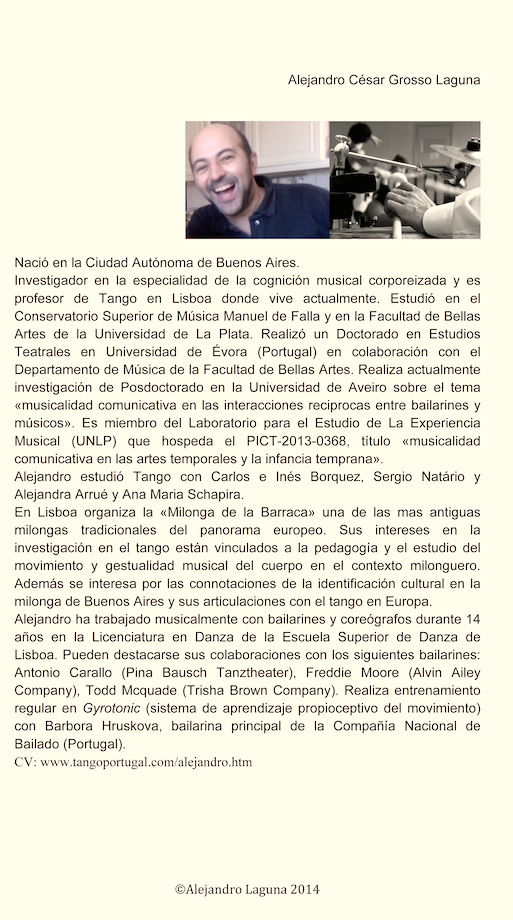 Alejandro César Grosso Laguna
Nació en la Ciudad Autónoma de Buenos Aires.
Investigador en la especialidad de la cognición musical corporeizada y es
profesor de Tango en Lisboa donde vive actualmente. Estudió en el
Conservatorio Superior de Música Manuel de Falla y en la Facultad de Bellas
Artes de la Universidad de La Plata. Realizó un Doctorado en Estudios
Teatrales en Universidad de Évora (Portugal) en colaboración con el
Departamento de Música de la Facultad de Bellas Artes. Realiza actualmente
investigación de Posdoctorado en la Universidad de Aveiro sobre el tema
«musicalidad comunicativa en las interacciones reciprocas entre bailarines y
músicos». Es miembro del Laboratorio para el Estudio de La Experiencia
Musical (UNLP) que hospeda el PICT-2013-0368, título «musicalidad
comunicativa en las artes temporales y la infancia temprana».
Alejandro estudió Tango con Carlos e Inés Borquez, Sergio Natário y
Alejandra Arrué y Ana Maria Schapira.
En Lisboa organiza la «Milonga de la Barraca» una de las mas antiguas
milongas tradicionales del panorama europeo. Sus intereses en la
investigación en el tango están vinculados a la pedagogía y el estudio del
movimiento y gestualidad musical del cuerpo en el contexto milonguero.
Además se interesa por las connotaciones de la identificación cultural en la
milonga de Buenos Aires y sus articulaciones con el tango en Europa.
Alejandro ha trabajado musicalmente con bailarines y coreógrafos durante 14
años en la Licenciatura en Danza de la Escuela Superior de Danza de
Lisboa. Pueden destacarse sus colaboraciones con los siguientes bailarines:
Antonio Carallo (Pina Bausch Tanztheater), Freddie Moore (Alvin Ailey
Company), Todd Mcquade (Trisha Brown Company). Realiza entrenamiento
regular en Gyrotonic (sistema de aprendizaje propioceptivo del movimiento)
con Barbora Hruskova, bailarina principal de la Compañía Nacional de
Bailado (Portugal).
CV: www.tangoportugal.com/alejandro.htm
©Alejandro Laguna 2014